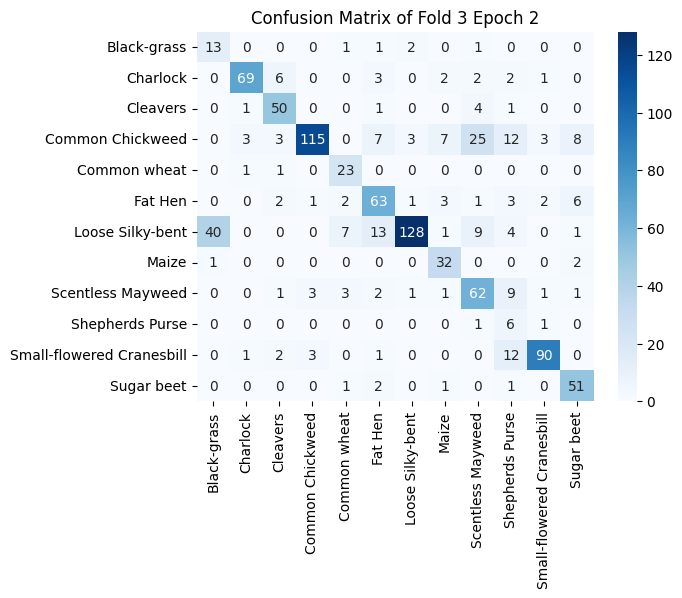 Confusion Matrix of Fold 3 Epoch 2
Black-grass 13 0 0 0 1 1 2 0 1 0 0 0
Charlock 0 69 6 0 0 3 0 2 2 2 1 0
Cleavers 0 1 50 0 0 1 0 0 4 1 0 0
Common Chickweed 0 3 3 115 0 7 3 7 25 12 3 8
Common wheat 0 1 1 0 23 0 0 0 0 0 0 0
Fat Hen 0 0 2 1 2 63 1 3 1 3 2 6
Loose Silky-bent 40 0 0 0 7 13 128 1 9 4 0 1
Maize 1 0 0 0 0 0 0 32 0 0 0 2
Scentless Mayweed 0 0 1 3 3 2 1 1 62 9 1 1
Shepherds Purse 0 0 0 0 0 0 0 0 1 6 1 0
Small-flowered Cranesbill 0 1 2 3 0 1 0 0 0 12 90 0
Sugar beet 0 0 0 0 1 2 0 1 0 1 0 51
Black-grass
Charlock
Cleavers
Common Chickweed
Common wheat
Fat Hen
Loose Silky-bent
Maize
Scentless Mayweed
Shepherds Purse
Small-flowered Cranesbill
Sugar beet
120
100
80
60
40
20
0